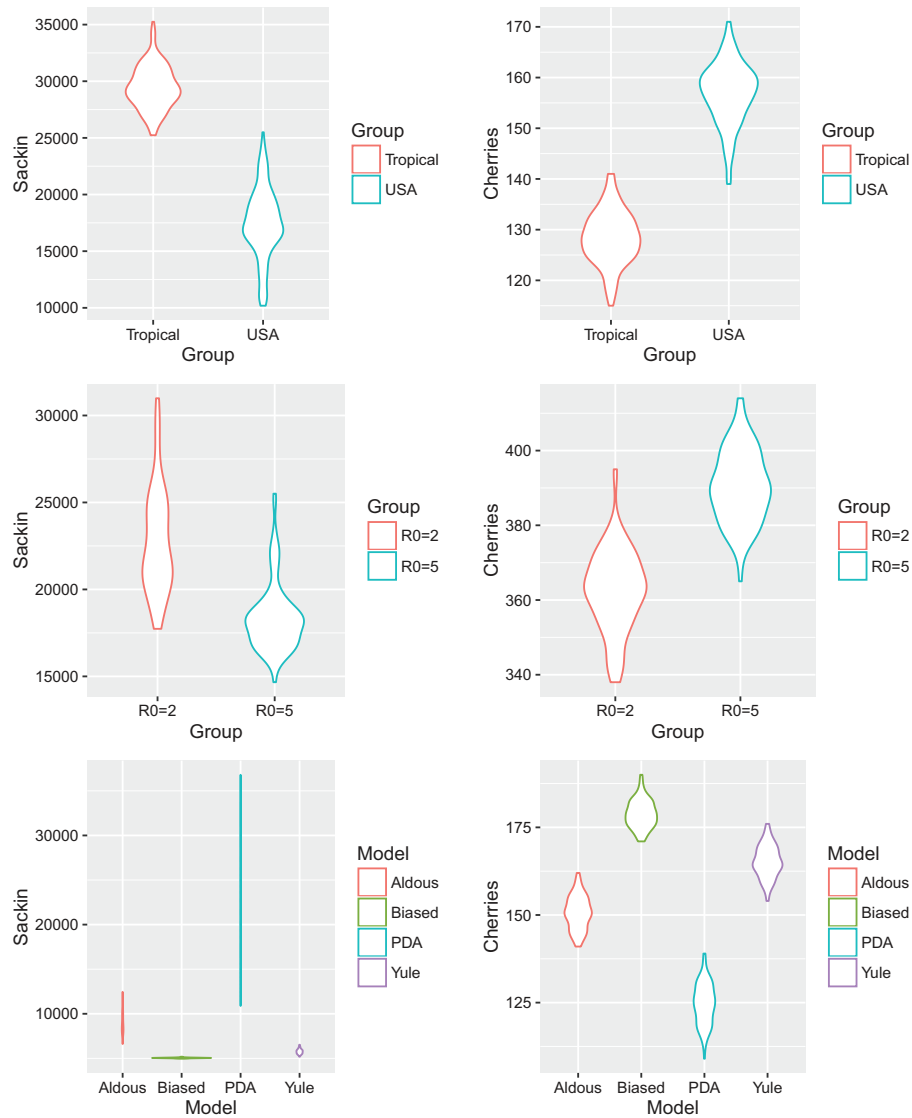 35000
30000
25000
20000
15000
10000
Sackin
Tropical USA
Group
Group
Tropical
USA
170
160
150
140
130
120
Cherries
Tropical USA
Group
Group
Tropical
USA
30000
25000
20000
15000
Sackin
R0=2 R0=5
Group
Group
R0=2
R0=5
400
380
360
340
Cherries
R0=2 R0=5
Group
Group
R0=2
R0=5
30000
20000
10000
Sackin
Aldous Biased PDA Yule
Model
Model
Aldous
Biased
PDA
Yule
175
150
125
Cherries
Aldous Biased PDA Yule
Model
Model
Aldous
Biased
PDA
Yule